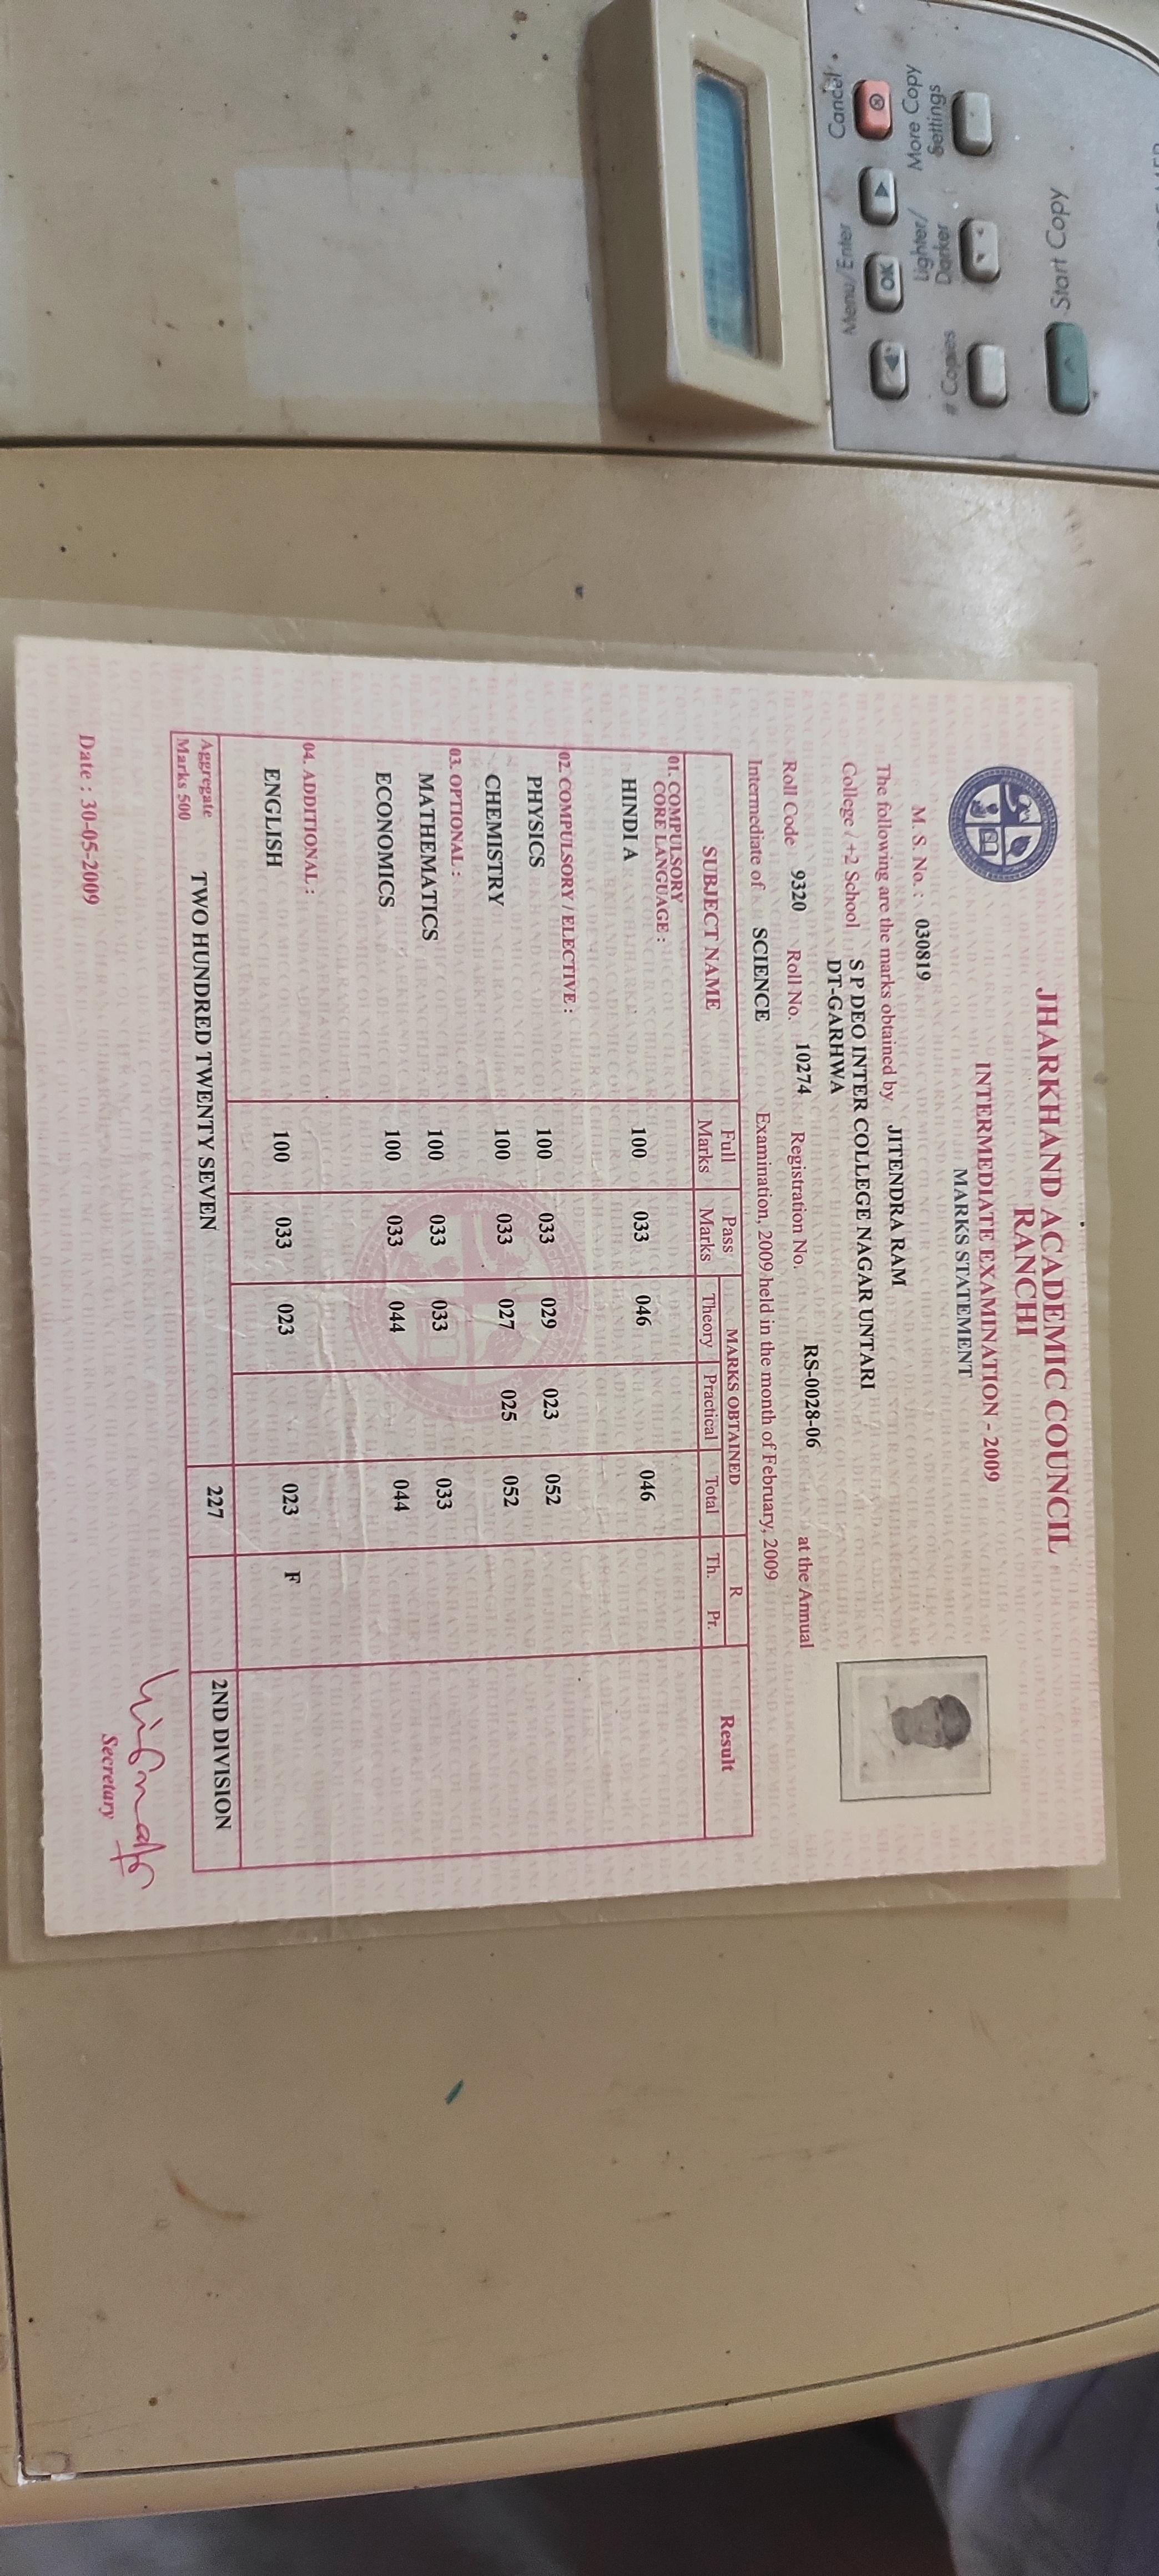 Start Copy
Settings
More Copy
Lighter/
Darker
# Copies
Cancel
Menu/Enter
OK
JHARKHAND ACADEMIC COUNCIL
RANCHI
INTERMEDIATE EXAMINATION - 2009
MARKS STATEMENT
M. S. No. : 030819
The following are the marks obtained by JITENDRA RAM
College / +2 School S P DEO INTER COLLEGE NAGAR UNTARI
DT-GARHWA
Roll Code 9320 Roll No. 10274 Registration No. RS-0028-06 at the Annual
Intermediate of SCIENCE Examination, 2009 held in the month of February, 2009
SUBJECT NAME Full Marks Pass Marks MARKS OBTAINED R Result
Theory Practical Total Th. Pr.
01. COMPULSORY
CORE LANGUAGE :
HINDI A 100 033 046 046
02. COMPULSORY / ELECTIVE :
PHYSICS 100 033 029 023 052
CHEMISTRY 100 033 027 025 052
03. OPTIONAL :
MATHEMATICS 100 033 033 033
ECONOMICS 100 033 044 044
04. ADDITIONAL :
ENGLISH 100 033 023 023 F
Aggregate
Marks 500 TWO HUNDRED TWENTY SEVEN 227 2ND DIVISION
Date : 30-05-2009
Secretary